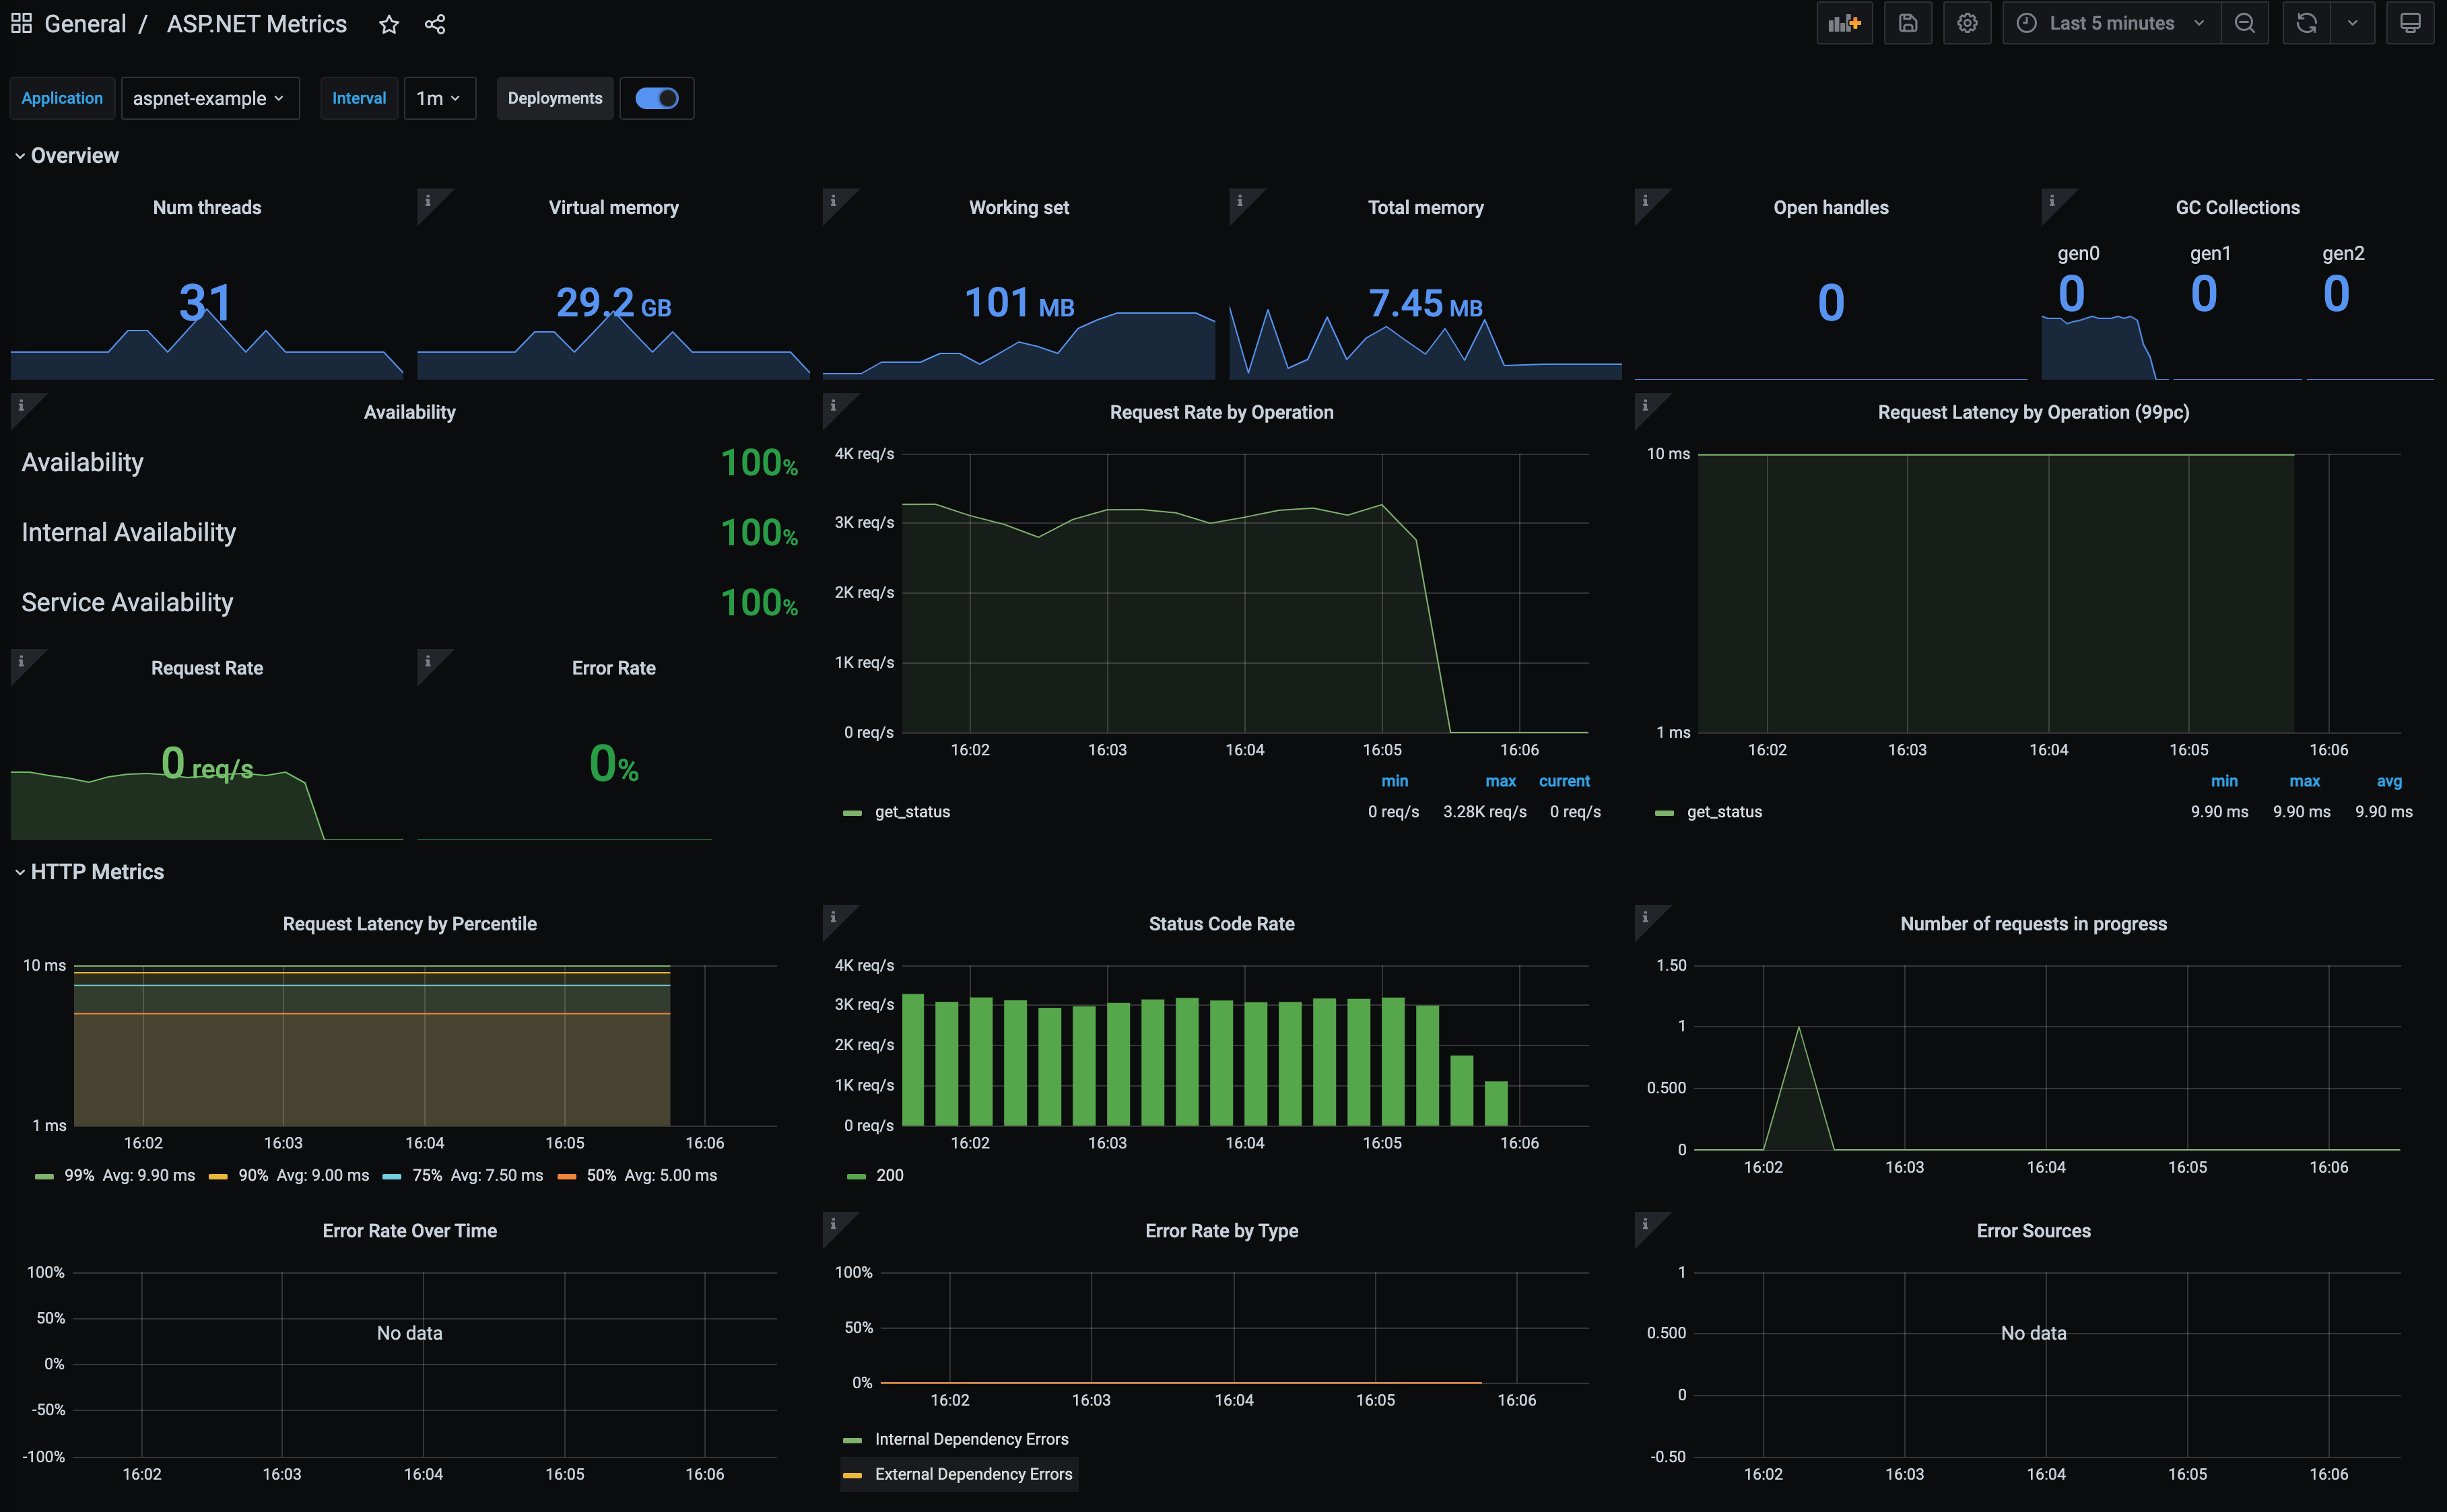 General / ASP.NET Metrics
Last 5 minutes
Application aspnet-example Interval 1m Deployments
Overview
Num threads
31
Virtual memory
29.2 GB
Working set
101 MB
Total memory
7.45 MB
Open handles
0
GC Collections
gen0 gen1 gen2
0 0 0
Availability
Availability 100%
Internal Availability 100%
Service Availability 100%
Request Rate
0 req/s
Error Rate
0%
Request Rate by Operation
4K req/s
3K req/s
2K req/s
1K req/s
0 req/s
16:02 16:03 16:04 16:05 16:06
min max current
get_status 0 req/s 3.28K req/s 0 req/s
Request Latency by Operation (99pc)
10 ms
1 ms
16:02 16:03 16:04 16:05 16:06
min max avg
get_status 9.90 ms 9.90 ms 9.90 ms
HTTP Metrics
Request Latency by Percentile
10 ms
1 ms
16:02 16:03 16:04 16:05 16:06
99% Avg: 9.90 ms 90% Avg: 9.00 ms 75% Avg: 7.50 ms 50% Avg: 5.00 ms
Status Code Rate
4K req/s
3K req/s
2K req/s
1K req/s
0 req/s
16:02 16:03 16:04 16:05 16:06
200
Number of requests in progress
1.50
1
0.500
0
16:02 16:03 16:04 16:05 16:06
Error Rate Over Time
100%
50%
No data
0%
-50%
-100%
16:02 16:03 16:04 16:05 16:06
Error Rate by Type
100%
50%
0%
16:02 16:03 16:04 16:05 16:06
Internal Dependency Errors
External Dependency Errors
Error Sources
1
0.500
No data
0
-0.50
16:02 16:03 16:04 16:05 16:06